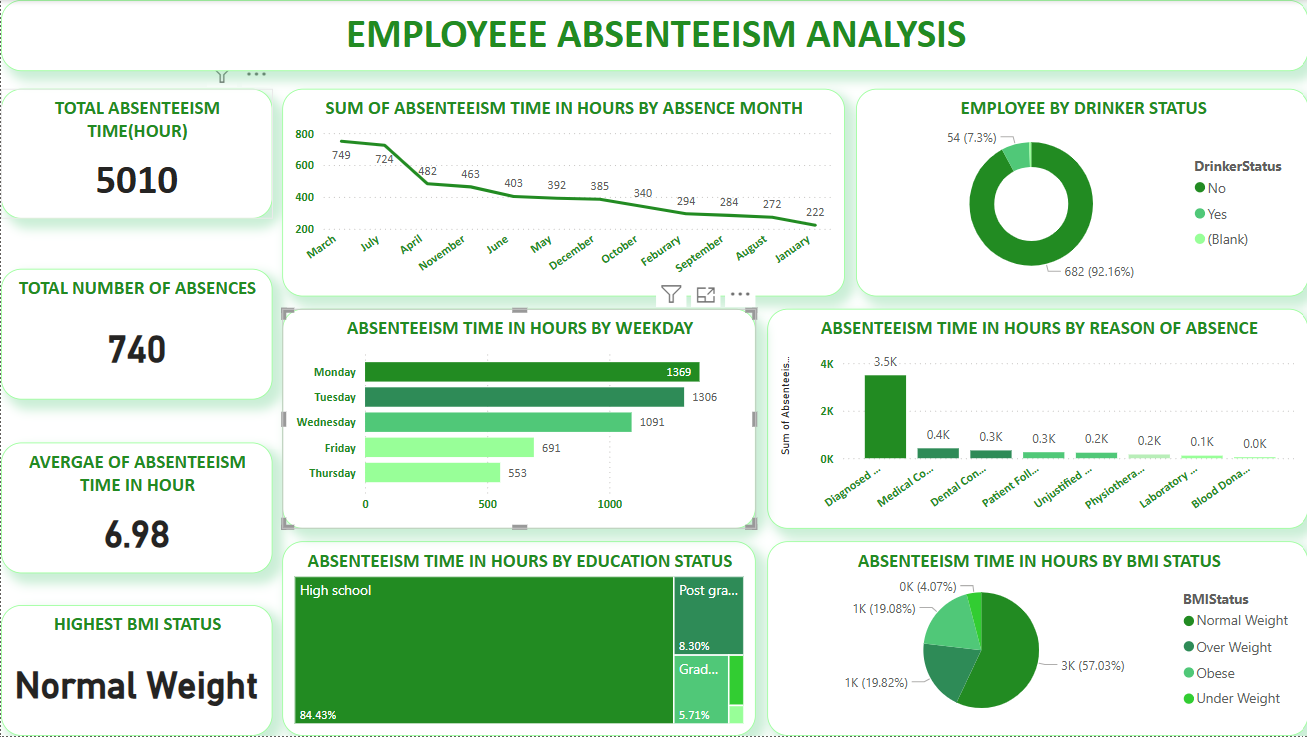 EMPLOYEEE ABSENTEEISM ANALYSIS
TOTAL ABSENTEEISM
TIME(HOUR)
5010
TOTAL NUMBER OF ABSENCES
740
AVERGAE OF ABSENTEEISM
TIME IN HOUR
6.98
HIGHEST BMI STATUS
Normal Weight
SUM OF ABSENTEEISM TIME IN HOURS BY ABSENCE MONTH
800
600
400
200
749
724
482
463
403
392
385
340
294
284
272
222
March
July
April
November
June
May
December
October
Feburary
September
August
January
EMPLOYEE BY DRINKER STATUS
54 (7.3%)
682 (92.16%)
DrinkerStatus
No
Yes
(Blank)
ABSENTEEISM TIME IN HOURS BY WEEKDAY
Monday 1369
Tuesday 1306
Wednesday 1091
Friday 691
Thursday 553
0 500 1000
ABSENTEEISM TIME IN HOURS BY REASON OF ABSENCE
Sum of Absenteeis...
4K
2K
0K
3.5K
0.4K
0.3K
0.3K
0.2K
0.2K
0.1K
0.0K
Diagnosed ...
Medical Co...
Dental Con...
Patient Foll...
Unjustified ...
Physiothera...
Laboratory ...
Blood Dona...
ABSENTEEISM TIME IN HOURS BY EDUCATION STATUS
High school
84.43%
Post gra...
8.30%
Grad...
5.71%
ABSENTEEISM TIME IN HOURS BY BMI STATUS
0K (4.07%)
1K (19.08%)
1K (19.82%)
3K (57.03%)
BMIStatus
Normal Weight
Over Weight
Obese
Under Weight